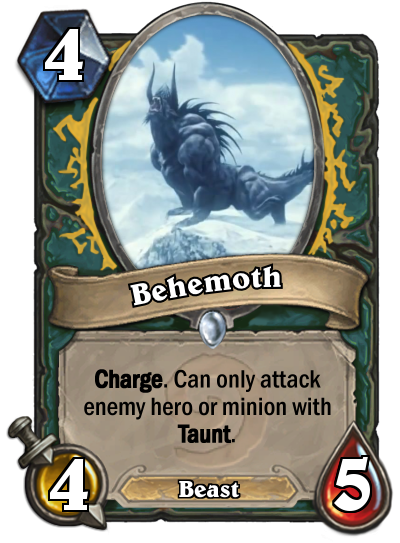 4
Behemoth
Charge. Can only attack
enemy hero or minion with
Taunt.
4
Beast
5